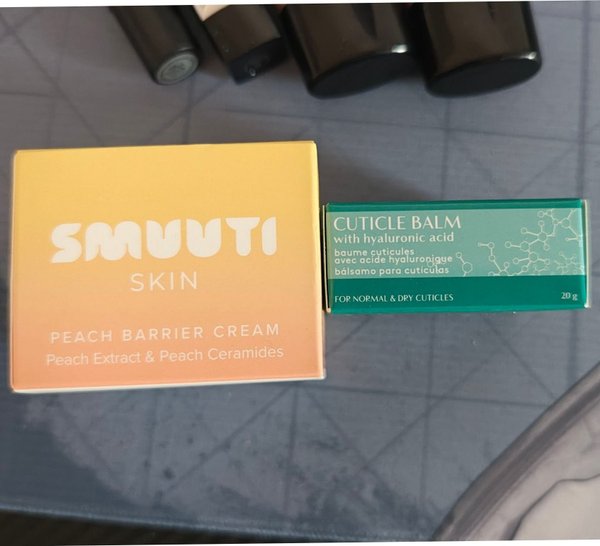 SMUUTI
SKIN
PEACH BARRIER CREAM
Peach Extract & Peach Ceramides
CUTICLE BALM
with hyaluronic acid
baume cuticules
avec acide hyaluronique
bálsamo para cutículas
FOR NORMAL & DRY CUTICLES
20 g